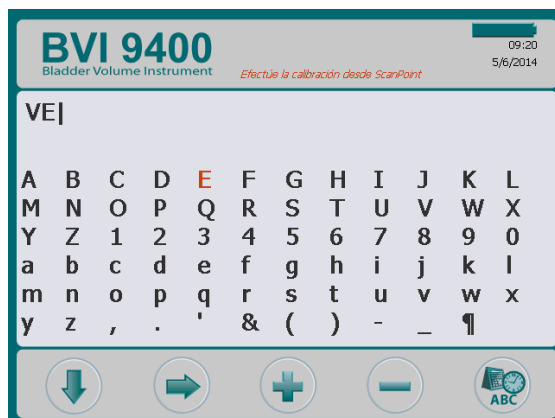 BVI 9400
Bladder Volume Instrument
Efectúe la calibración desde ScanPoint
09:20
5/6/2014
VE
A B C D E F G H I J K L
M N O P Q R S T U V W X
Y Z 1 2 3 4 5 6 7 8 9 0
a b c d e f g h i j k l
m n o p q r s t u v w x
y z , . ' & ( ) - _ ¶
ABC